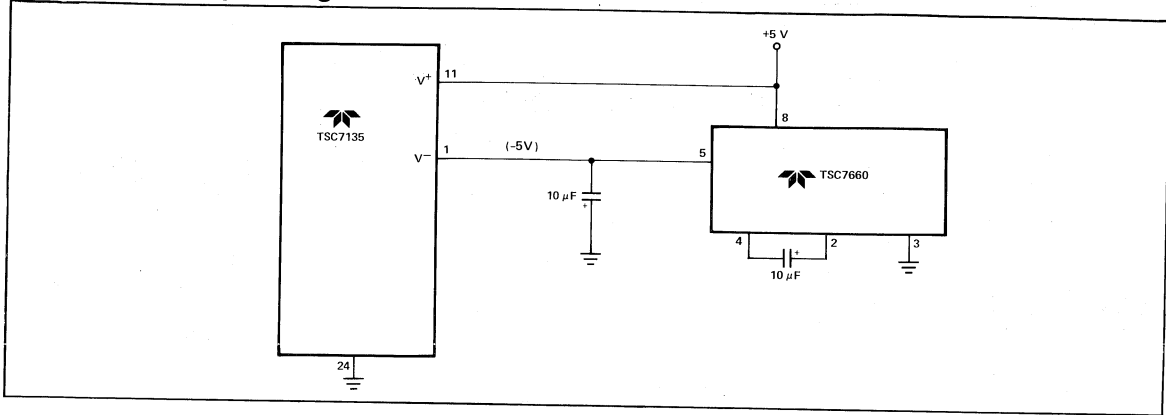 +5 V
V+
11
8
TSC7135
V−
1
(-5V)
5
TSC7660
10 μF
+
4
+
2
3
10 μF
24